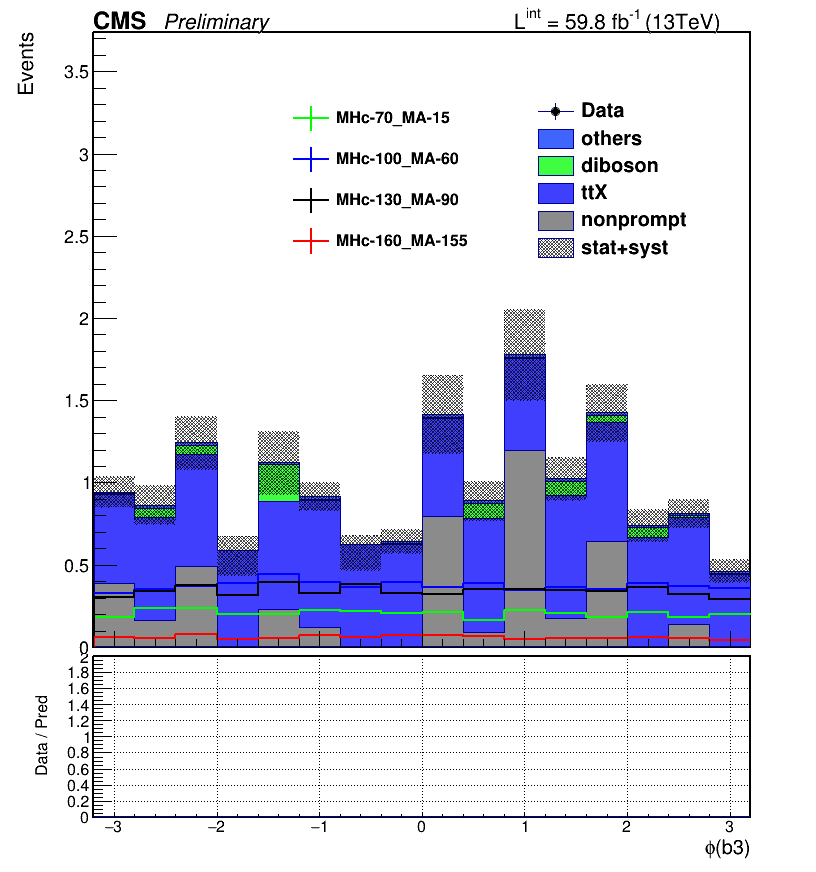 CMS Preliminary L^int = 59.8 fb^-1 (13TeV)
Events
3.5
3
2.5
2
1.5
1
0.5
0
MHc-70_MA-15
MHc-100_MA-60
MHc-130_MA-90
MHc-160_MA-155
Data
others
diboson
ttX
nonprompt
stat+syst
Data / Pred
2
1.8
1.6
1.4
1.2
1
0.8
0.6
0.4
0.2
0
−3 −2 −1 0 1 2 3
ϕ(b3)